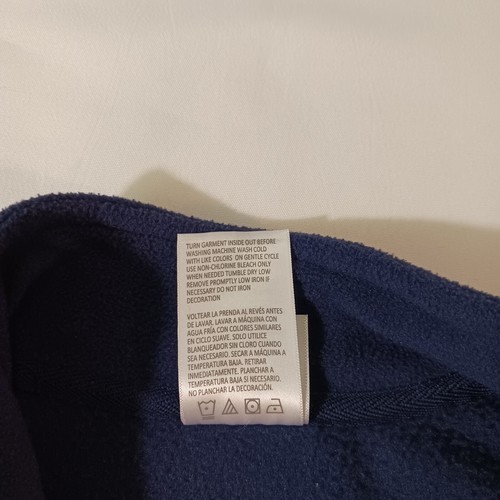 TURN GARMENT INSIDE OUT BEFORE
WASHING MACHINE WASH COLD
WITH LIKE COLORS ON GENTLE CYCLE
USE NON-CHLORINE BLEACH ONLY
WHEN NEEDED TUMBLE DRY LOW
REMOVE PROMPTLY LOW IRON IF
NECESSARY DO NOT IRON
DECORATION
VOLTEAR LA PRENDA AL REVÉS ANTES
DE LAVAR, LAVAR A MÁQUINA CON
AGUA FRÍA CON COLORES SIMILARES
EN CICLO SUAVE. SOLO UTILICE
BLANQUEADOR SIN CLORO CUANDO
SEA NECESARIO. SECAR A MÁQUINA A
TEMPERATURA BAJA. RETIRAR
INMEDIATAMENTE. PLANCHAR A
TEMPERATURA BAJA SI NECESARIO.
NO PLANCHAR LA DECORACIÓN.